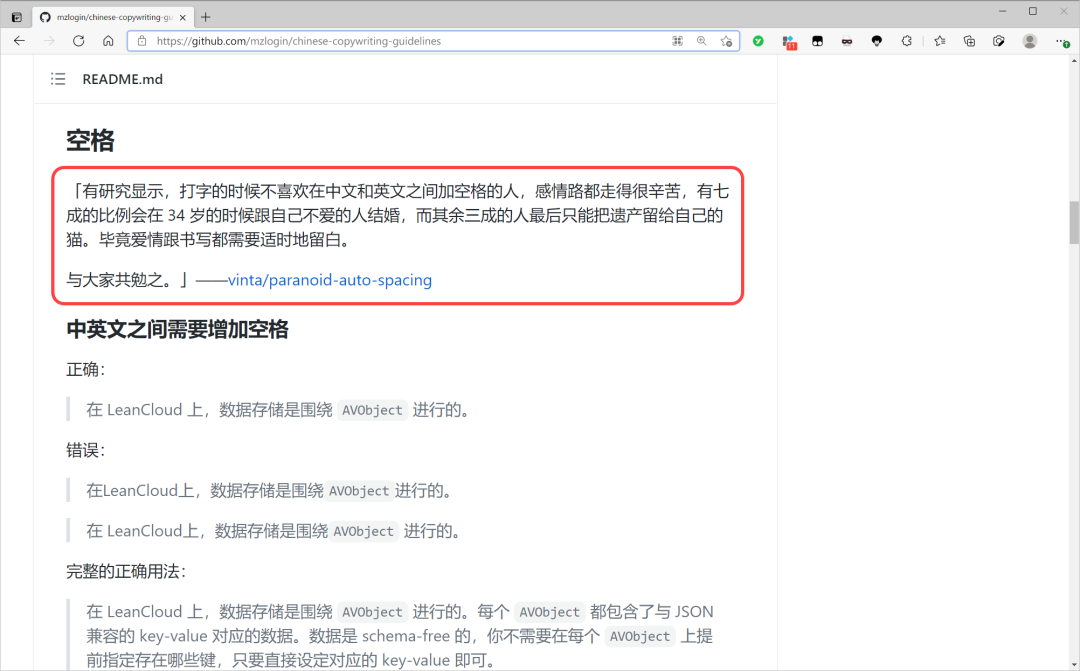 mzlogin/chinese-copywriting-gu
https://github.com/mzlogin/chinese-copywriting-guidelines
11
README.md
空格
「有研究显示，打字的时候不喜欢在中文和英文之间加空格的人，感情路都走得很辛苦，有七
成的比例会在 34 岁的时候跟自己不爱的人结婚，而其余三成的人最后只能把遗产留给自己的
猫。毕竟爱情跟书写都需要适时地留白。
与大家共勉之。」——vinta/paranoid-auto-spacing
中英文之间需要增加空格
正确：
在 LeanCloud 上，数据存储是围绕 AVObject 进行的。
错误：
在LeanCloud上，数据存储是围绕AVObject进行的。
在 LeanCloud上，数据存储是围绕AVObject 进行的。
完整的正确用法：
在 LeanCloud 上，数据存储是围绕 AVObject 进行的。每个 AVObject 都包含了与 JSON
兼容的 key-value 对应的数据。数据是 schema-free 的，你不需要在每个 AVObject 上提
前指定存在哪些键，只要直接设定对应的 key-value 即可。